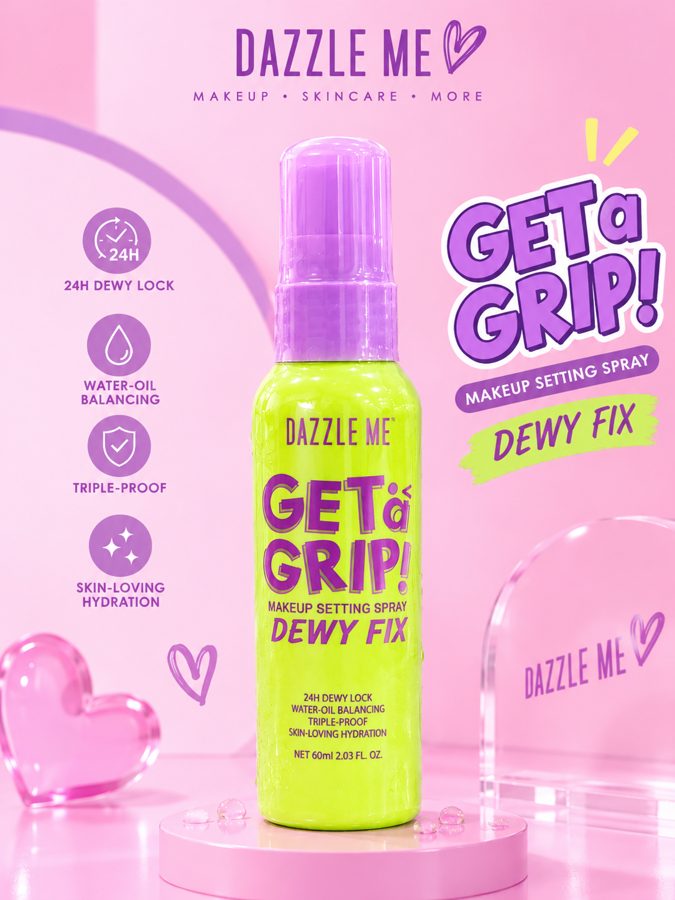 DAZZLE ME
MAKEUP • SKINCARE • MORE
24H
24H DEWY LOCK
WATER-OIL
BALANCING
TRIPLE-PROOF
SKIN-LOVING
HYDRATION
GET a
GRIP!
MAKEUP SETTING SPRAY
DEWY FIX
DAZZLE ME™
GET a
GRIP!
MAKEUP SETTING SPRAY
DEWY FIX
24H DEWY LOCK
WATER-OIL BALANCING
TRIPLE-PROOF
SKIN-LOVING HYDRATION
NET 60ml 2.03 FL. OZ.
DAZZLE ME